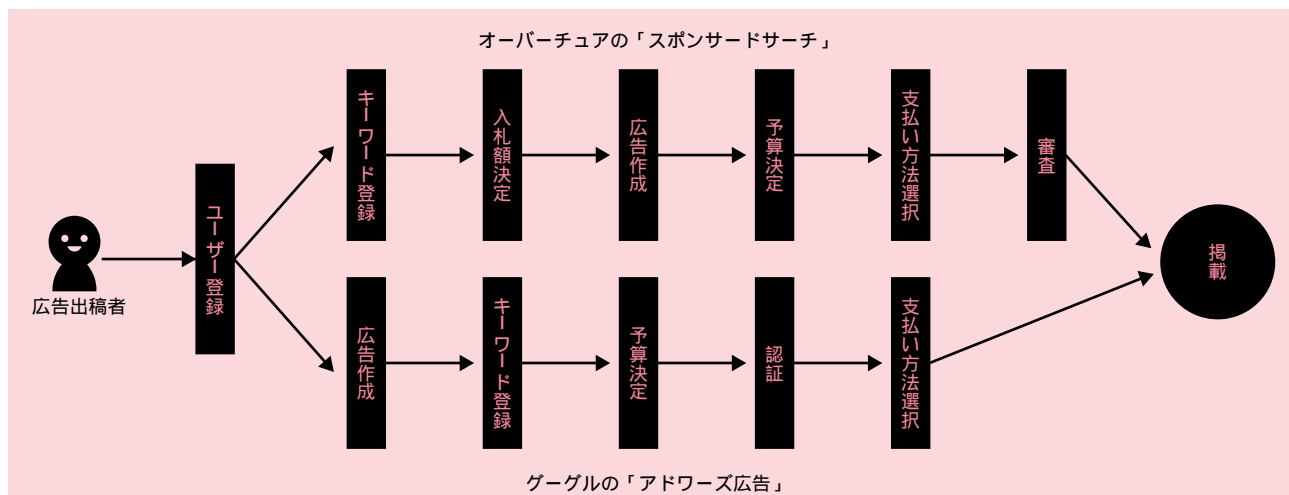 オーバーチュアの「スポンサードサーチ」
広告出稿者
ユーザー登録
キーワード登録
入札額決定
広告作成
予算決定
支払い方法選択
審査
広告作成
キーワード登録
予算決定
認証
支払い方法選択
掲載
グーグルの「アドワーズ広告」